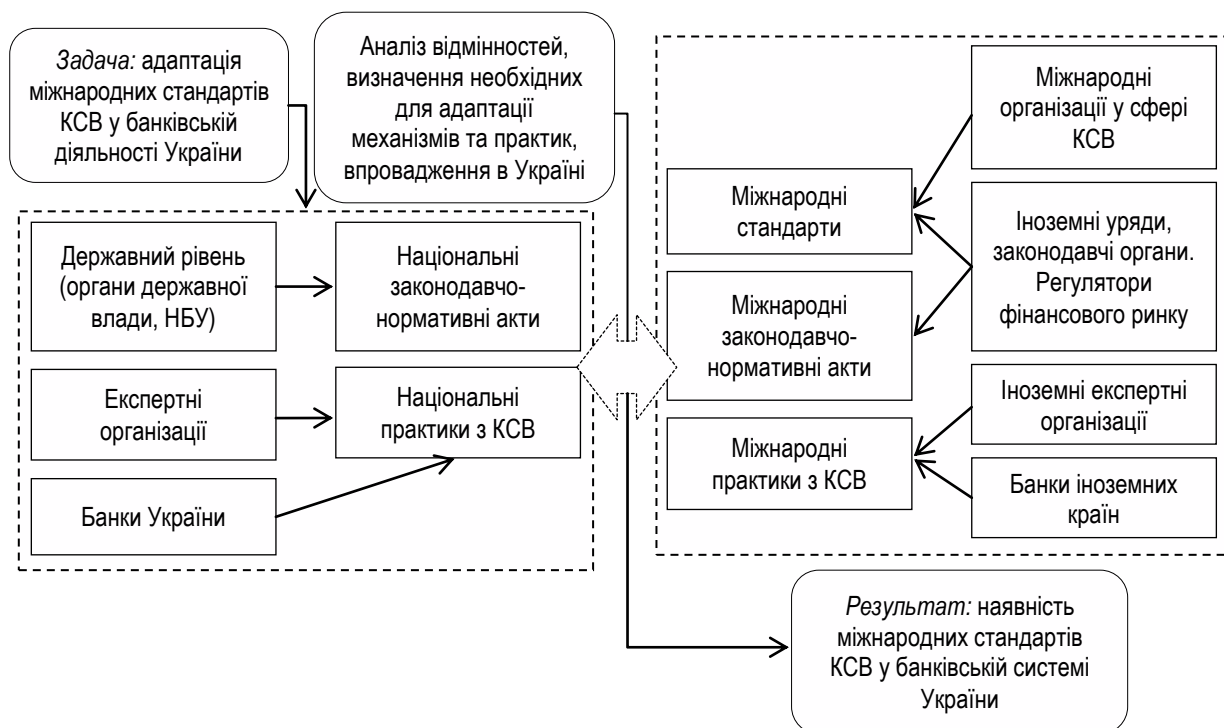 Задача: адаптація
міжнародних стандартів
КСВ у банківській
діяльності України
Аналіз відмінностей,
визначення необхідних
для адаптації
механізмів та практик,
впровадження в Україні
Державний рівень
(органи державної
влади, НБУ)
Національні
законодавчо-
нормативні акти
Експертні
організації
Національні
практики з КСВ
Банки України
Міжнародні
стандарти
Міжнародні
законодавчо-
нормативні акти
Міжнародні
практики з КСВ
Міжнародні
організації у сфері
КСВ
Іноземні уряди,
законодавчі органи.
Регулятори
фінансового ринку
Іноземні експертні
організації
Банки іноземних
країн
Результат: наявність
міжнародних стандартів
КСВ у банківській системі
України